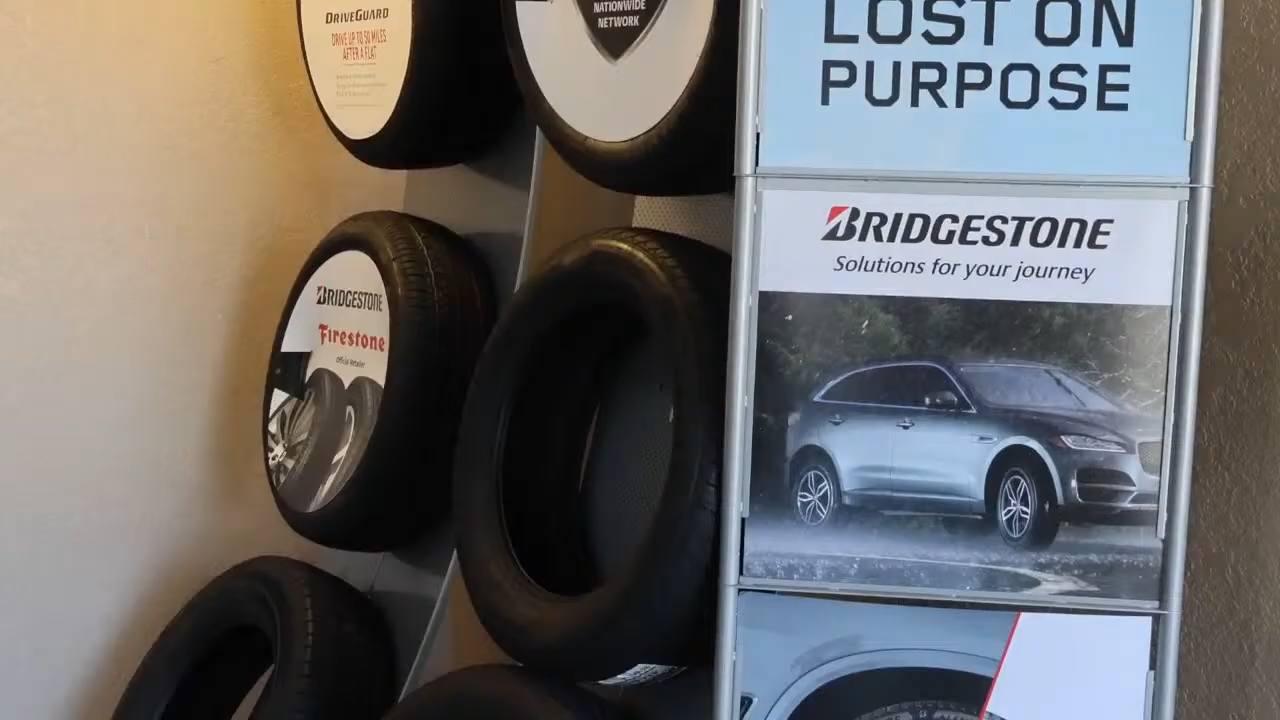 DRIVEGUARD
DRIVE UP TO 50 MILES
AFTER A FLAT
NATIONWIDE
NETWORK
BRIDGESTONE
Firestone
Official Retailer
LOST ON
PURPOSE
BRIDGESTONE
Solutions for your journey